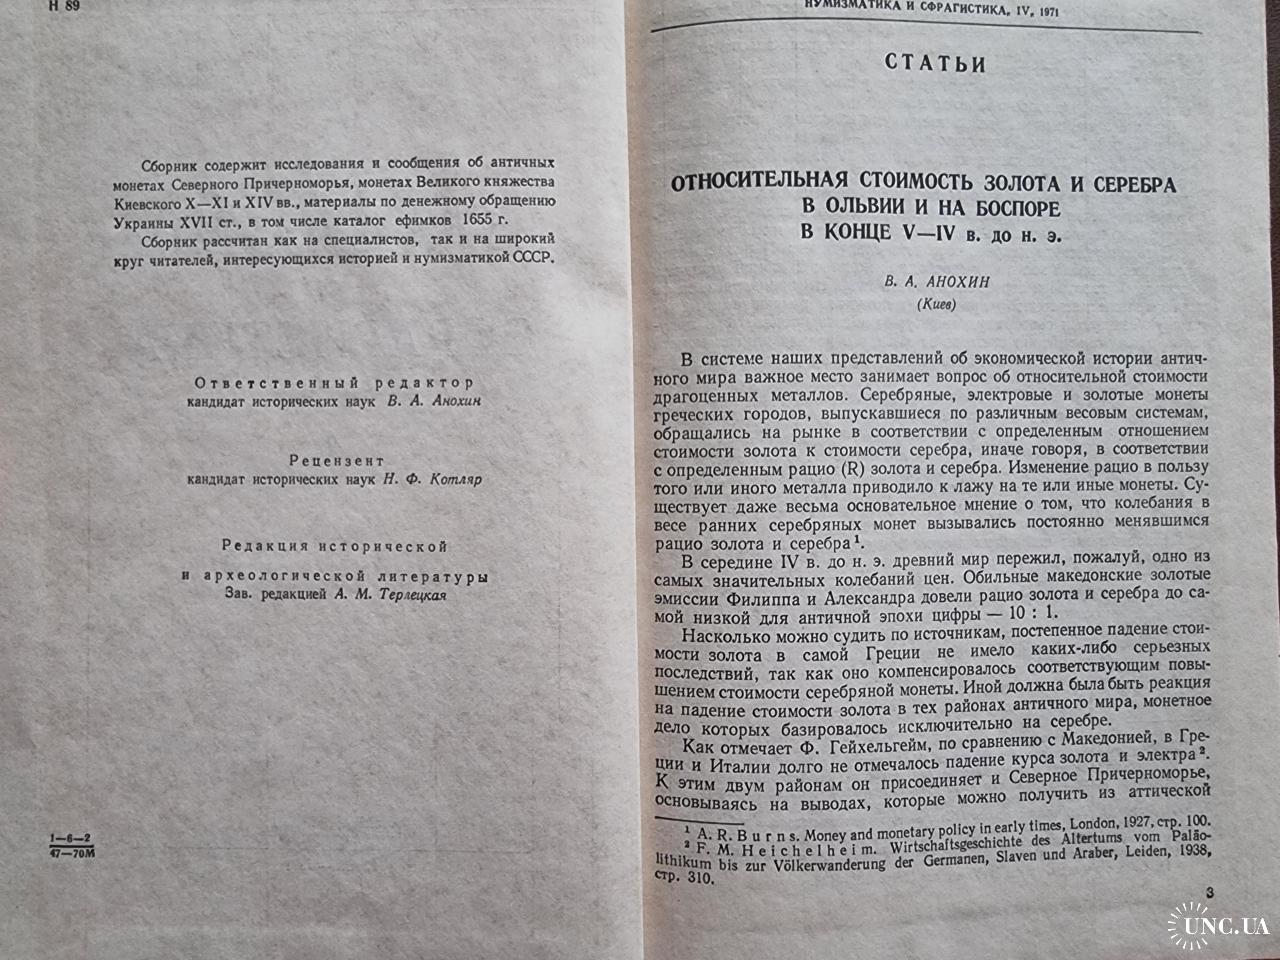 Н 89
Сборник содержит исследования и сообщения об античных
монетах Северного Причерноморья, монетах Великого княжества
Киевского X—XI и XIV вв., материалы по денежному обращению
Украины XVII ст., в том числе каталог ефимков 1655 г.
Сборник рассчитан как на специалистов, так и на широкий
круг читателей, интересующихся историей и нумизматикой СССР.
Ответственный редактор
кандидат исторических наук В. А. Анохин
Рецензент
кандидат исторических наук Н. Ф. Котляр
Редакция исторической
и археологической литературы
Зав. редакцией А. М. Терлецкая
1—6—2
47—70М
НУМИЗМАТИКА И СФРАГИСТИКА, IV, 1971
СТАТЬИ
ОТНОСИТЕЛЬНАЯ СТОИМОСТЬ ЗОЛОТА И СЕРЕБРА
В ОЛЬВИИ И НА БОСПОРЕ
В КОНЦЕ V—IV в. до н. э.
В. А. АНОХИН
(Киев)
В системе наших представлений об экономической истории антич-
ного мира важное место занимает вопрос об относительной стоимости
драгоценных металлов. Серебряные, электровые и золотые монеты
греческих городов, выпускавшиеся по различным весовым системам,
обращались на рынке в соответствии с определенным отношением
стоимости золота к стоимости серебра, иначе говоря, в соответствии
с определенным рацио (R) золота и серебра. Изменение рацио в пользу
того или иного металла приводило к лажу на те или иные монеты. Су-
ществует даже весьма основательное мнение о том, что колебания в
весе ранних серебряных монет вызывались постоянно менявшимся
рацио золота и серебра¹.
В середине IV в. до н. э. древний мир пережил, пожалуй, одно из
самых значительных колебаний цен. Обильные македонские золотые
эмиссии Филиппа и Александра довели рацио золота и серебра до са-
мой низкой для античной эпохи цифры — 10 : 1.
Насколько можно судить по источникам, постепенное падение стои-
мости золота в самой Греции не имело каких-либо серьезных
последствий, так как оно компенсировалось соответствующим повы-
шением стоимости серебряной монеты. Иной должна была быть реакция
на падение стоимости золота в тех районах античного мира, монетное
дело которых базировалось исключительно на серебре.
Как отмечает Ф. Гейхельгейм, по сравнению с Македонией, в Гре-
ции и Италии долго не отмечалось падение курса золота и электра².
К этим двум районам он присоединяет и Северное Причерноморье,
основываясь на выводах, которые можно получить из аттической
¹ A. R. Burns. Money and monetary policy in early times, London, 1927, стр. 100.
² F. M. Heichelheim. Wirtschaftsgeschichte des Altertums vom Paläo-
lithikum bis zur Völkerwanderung der Germanen, Slaven und Araber, Leiden, 1938,
стр. 310.
3
UNC.UA